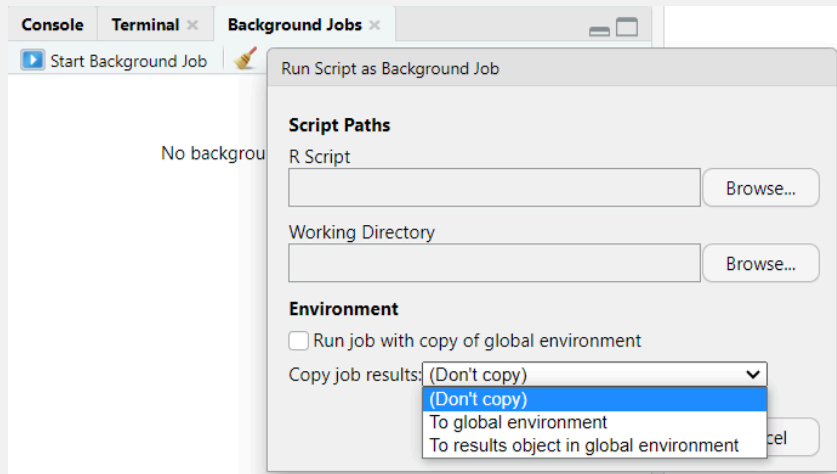 Console Terminal Background Jobs
Start Background Job
Run Script as Background Job
Script Paths
No backgrou
R Script
Browse...
Working Directory
Browse...
Environment
Run job with copy of global environment
Copy job results: (Don't copy)
(Don't copy)
To global environment
To results object in global environment
cel